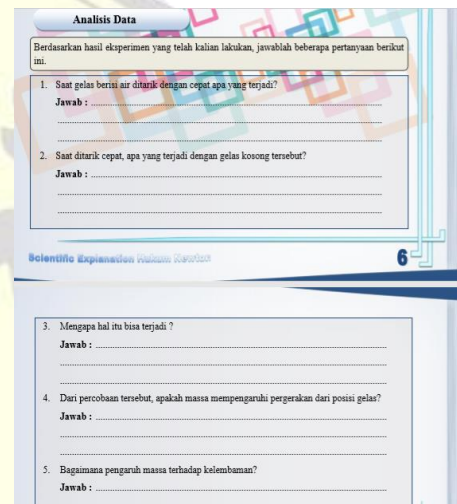 Analisis Data
Berdasarkan hasil eksperimen yang telah kalian lakukan, jawablah beberapa pertanyaan berikut
ini.
1. Saat gelas berisi air ditarik dengan cepat apa yang terjadi?
Jawab : ................................................................
................................................................
................................................................
2. Saat ditarik cepat, apa yang terjadi dengan gelas kosong tersebut?
Jawab : ................................................................
................................................................
................................................................
Scientific Explanation Hukum Newton
6
3. Mengapa hal itu bisa terjadi ?
Jawab : ................................................................
................................................................
................................................................
4. Dari percobaan tersebut, apakah massa mempengaruhi pergerakan dari posisi gelas?
Jawab : ................................................................
................................................................
................................................................
5. Bagaimana pengaruh massa terhadap kelembaman?
Jawab : ................................................................